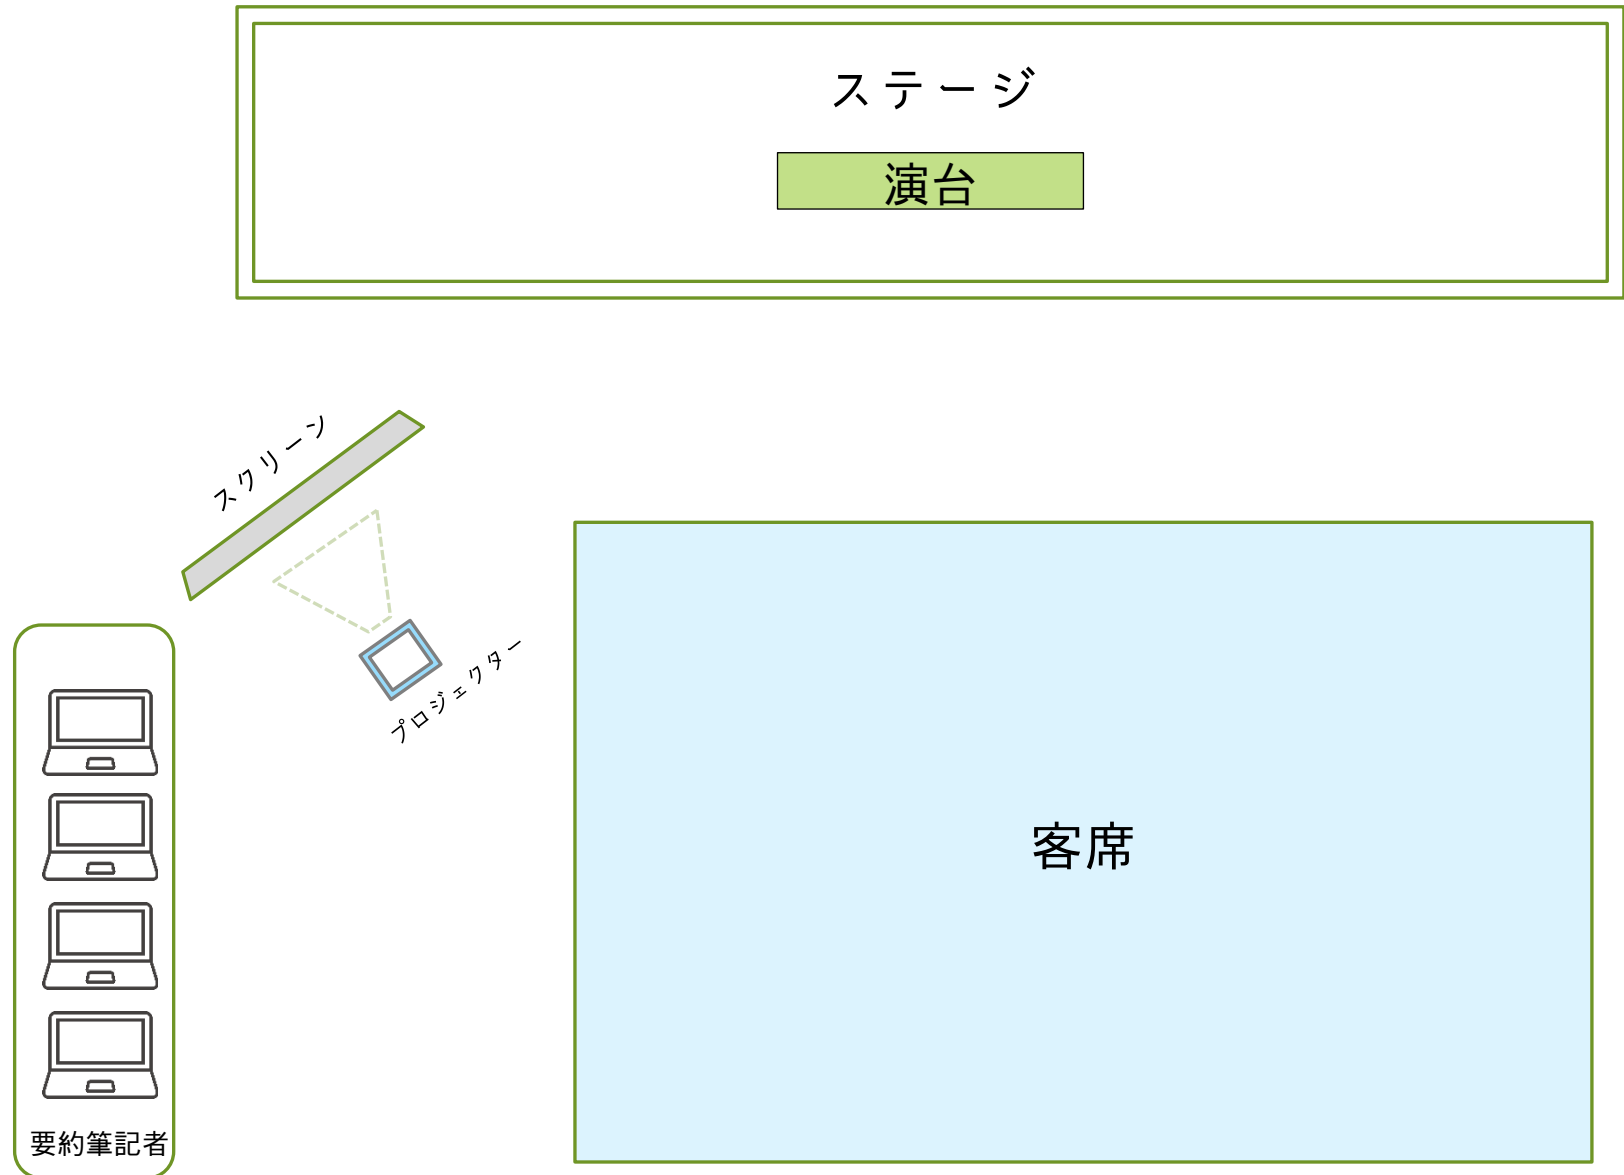 ステージ
演台
スクリーン
プロジェクター
客席
要約筆記者